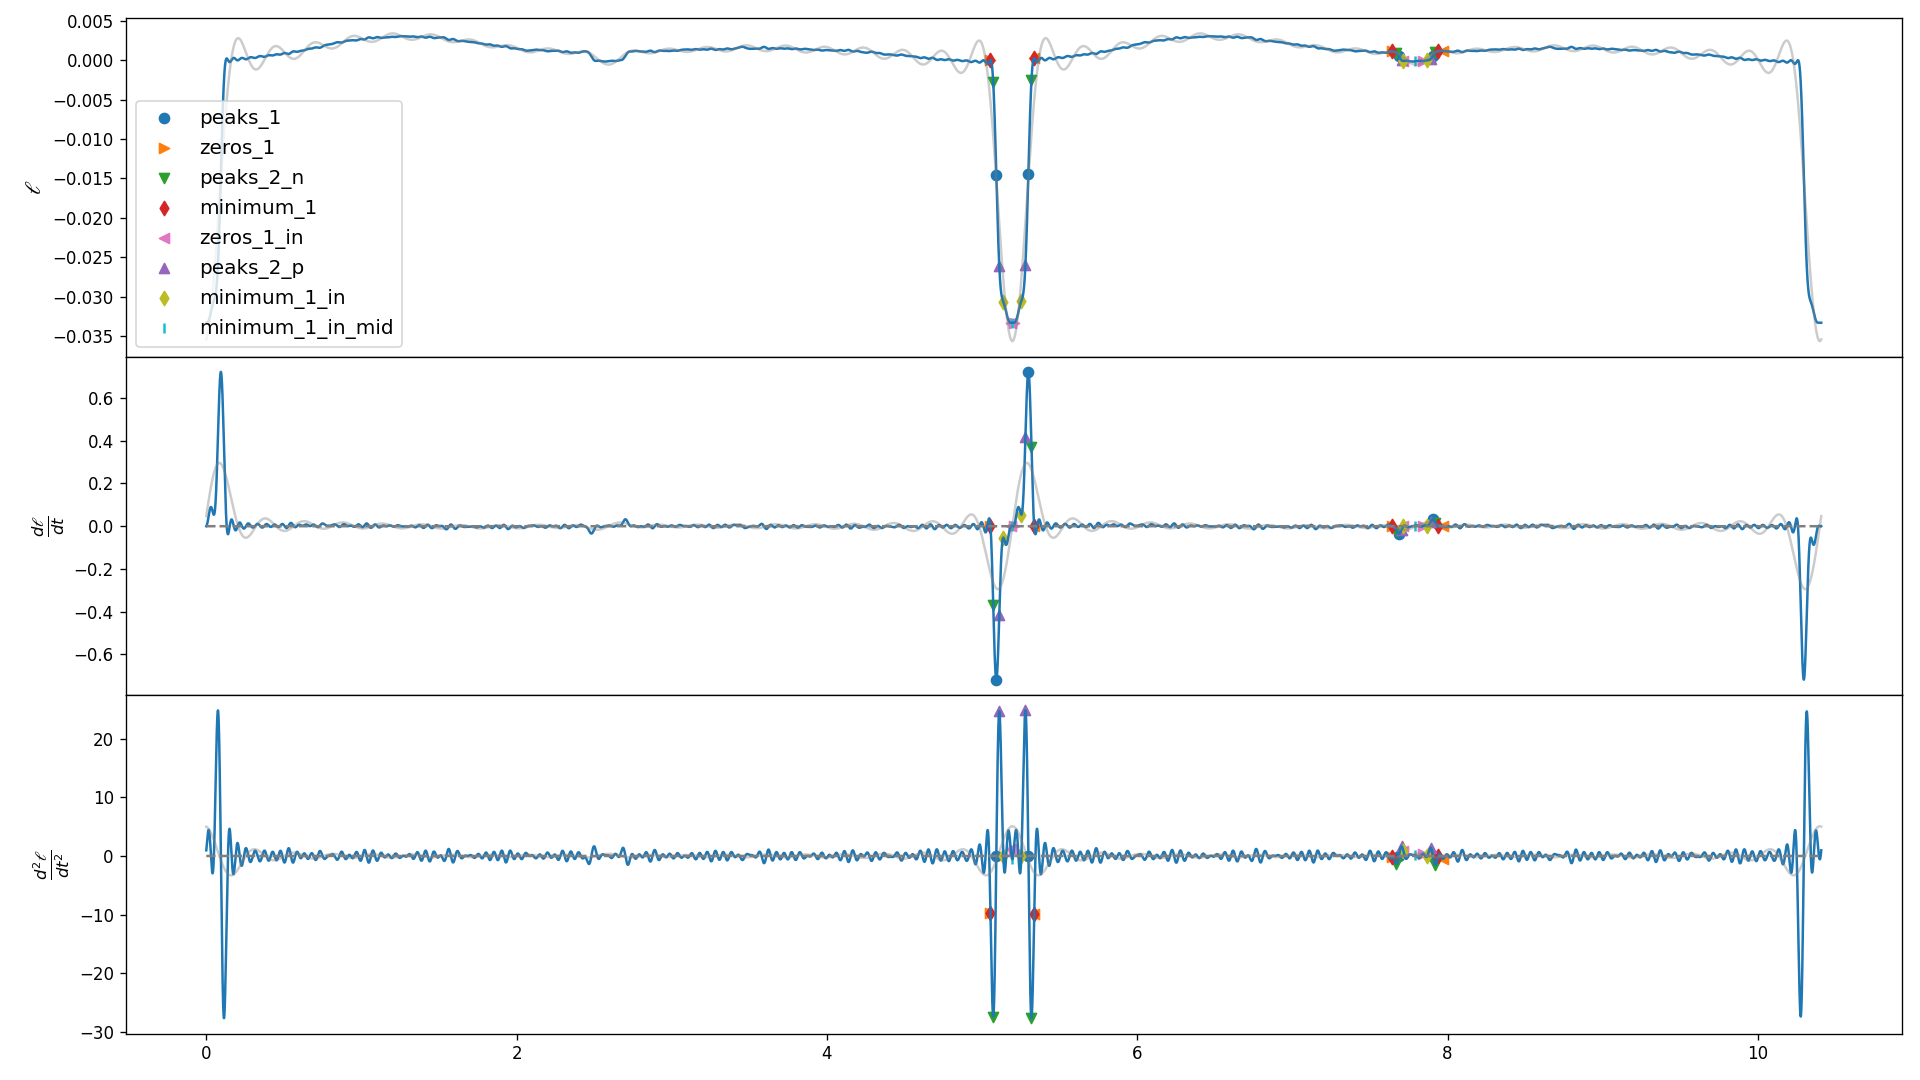 0.005
0.000
−0.005
−0.010
−0.015
−0.020
−0.025
−0.030
−0.035
ℓ
peaks_1
zeros_1
peaks_2_n
minimum_1
zeros_1_in
peaks_2_p
minimum_1_in
minimum_1_in_mid
0.6
0.4
0.2
0.0
−0.2
−0.4
−0.6
dℓ
dt
20
10
0
−10
−20
−30
d²ℓ
dt²
0 2 4 6 8 10